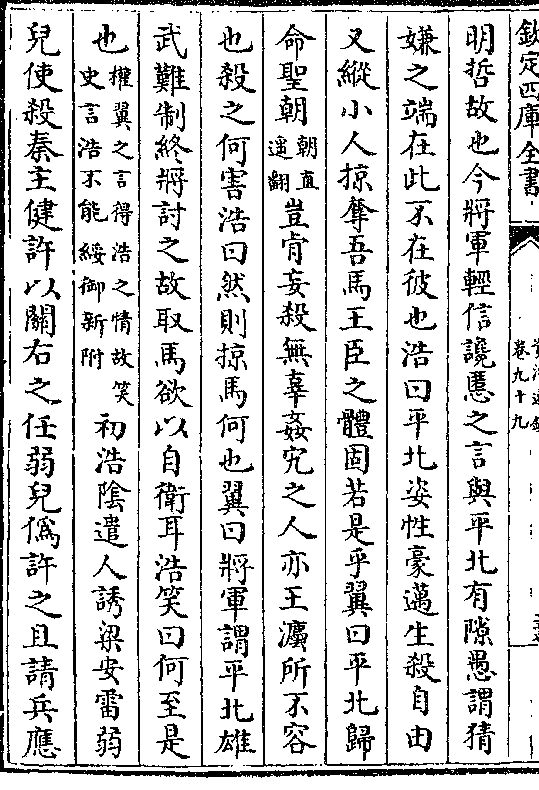 欽定四庫全書
卷九十九
明哲故也今將軍輕信讒慝之言與平北有隙愚謂猜
嫌之端在此不在彼也浩曰平北姿性豪邁生殺自由
又縱小人掠奪吾馬王臣之體固若是乎翼曰平北歸
命聖朝朝直遥翻豈肯妄殺無辜姦宄之人亦王灋所不容
也殺之何害浩曰然則掠馬何也翼曰將軍謂平北雄
武難制終將討之故取馬欲以自衛耳浩笑曰何至是
也權翼之言得浩之情故笑史言浩不能綏御新附初浩陰遣人誘梁安雷弱
兒使殺秦主健許以關右之任弱兒僞許之且請兵應